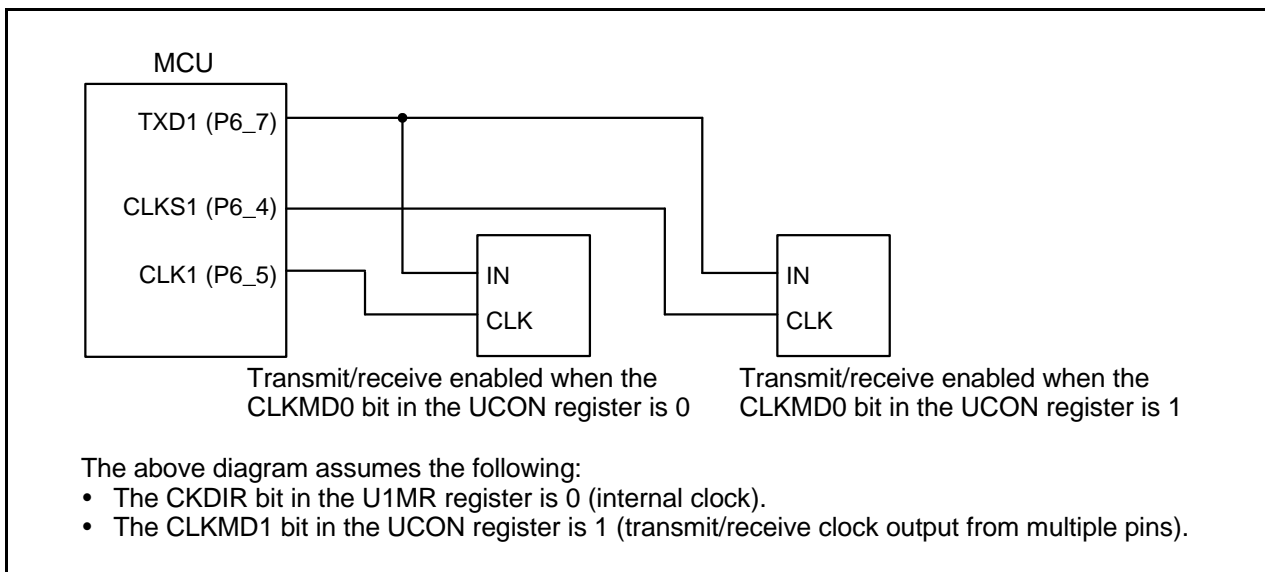 MCU
TXD1 (P6_7)
CLKS1 (P6_4)
CLK1 (P6_5)
IN
CLK
IN
CLK
Transmit/receive enabled when the
CLKMD0 bit in the UCON register is 0
Transmit/receive enabled when the
CLKMD0 bit in the UCON register is 1
The above diagram assumes the following:
• The CKDIR bit in the U1MR register is 0 (internal clock).
• The CLKMD1 bit in the UCON register is 1 (transmit/receive clock output from multiple pins).